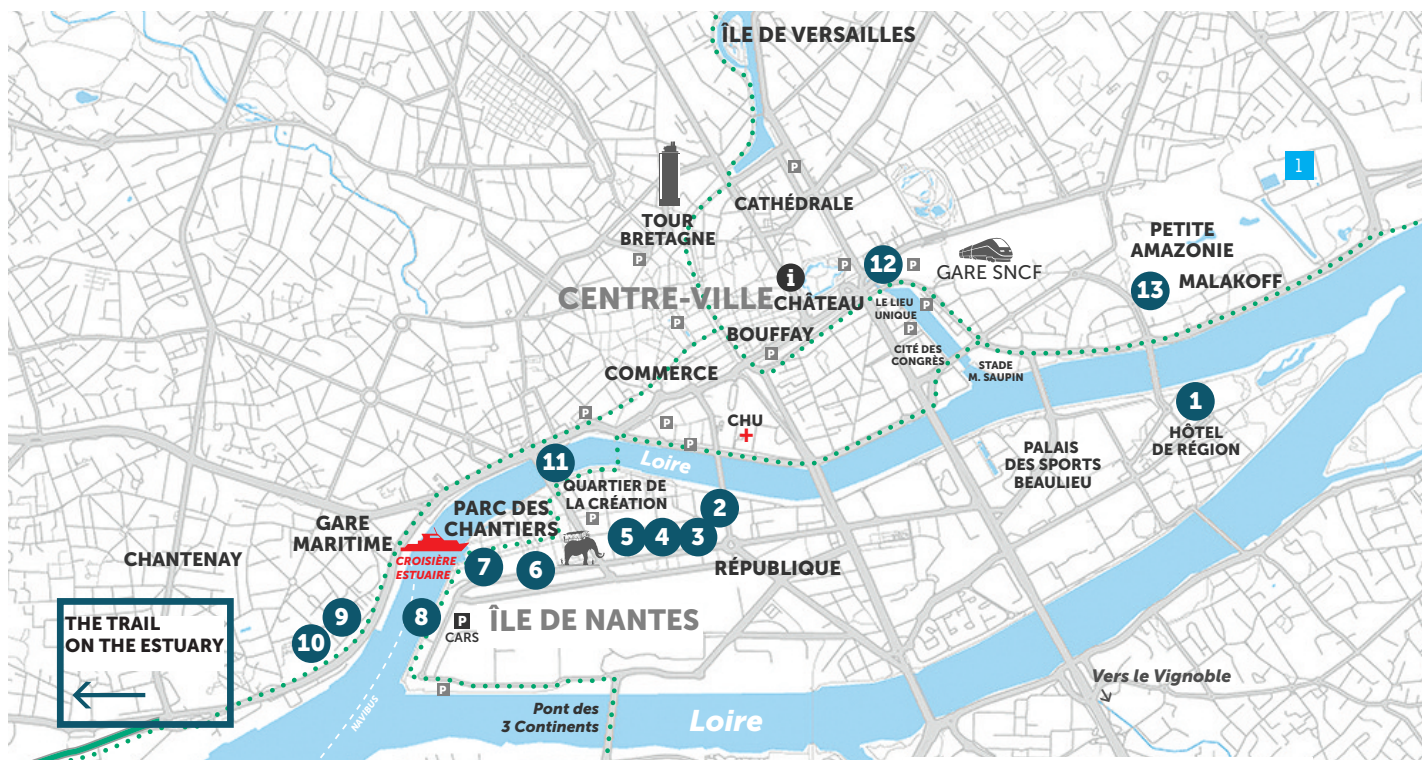 ÎLE DE VERSAILLES
1
P
CATHÉDRALE
TOUR
BRETAGNE
PETITE
AMAZONIE
P
P
12
P
GARE SNCF
i
13
MALAKOFF
CENTRE-VILLE
CHÂTEAU
LE LIEU
UNIQUE
P
P
BOUFFAY
P
P
CITÉ DES
CONGRÈS
STADE
M. SAUPIN
COMMERCE
1
P
P
CHU
HÔTEL
DE RÉGION
P
PALAIS
DES SPORTS
BEAULIEU
11
Loire
QUARTIER DE
LA CRÉATION
PARC DES
CHANTIERS
P
2
GARE
MARITIME
5
4
3
CHANTENAY
CROISIÈRE
ESTUAIRE
7
6
RÉPUBLIQUE
9
8
P
CARS
ÎLE DE NANTES
10
THE TRAIL
ON THE ESTUARY
P
NAVIBUS
Pont des
3 Continents
Loire
Vers le Vignoble